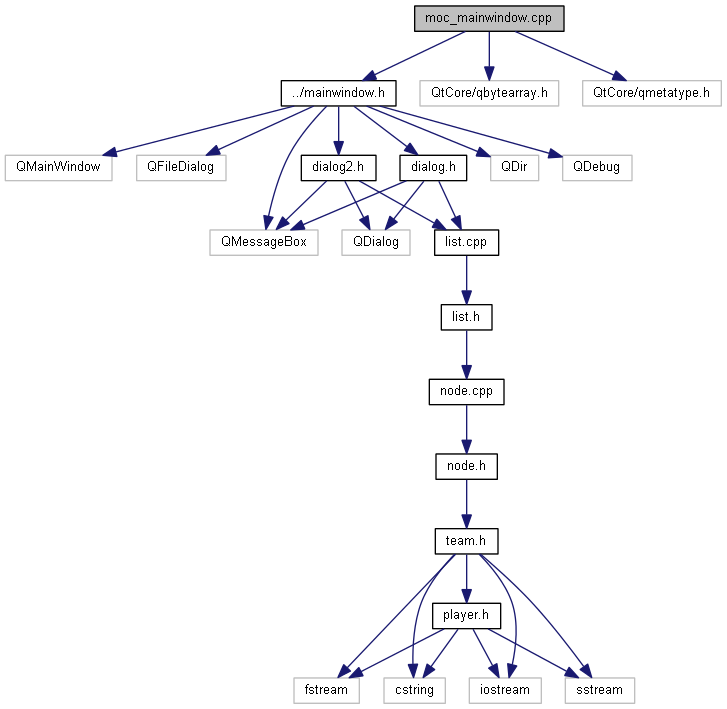 moc_mainwindow.cpp
../mainwindow.h
QtCore/qbytearray.h
QtCore/qmetatype.h
QMainWindow
QFileDialog
dialog2.h
dialog.h
QDir
QDebug
QMessageBox
QDialog
list.cpp
list.h
node.cpp
node.h
team.h
player.h
fstream
cstring
iostream
sstream